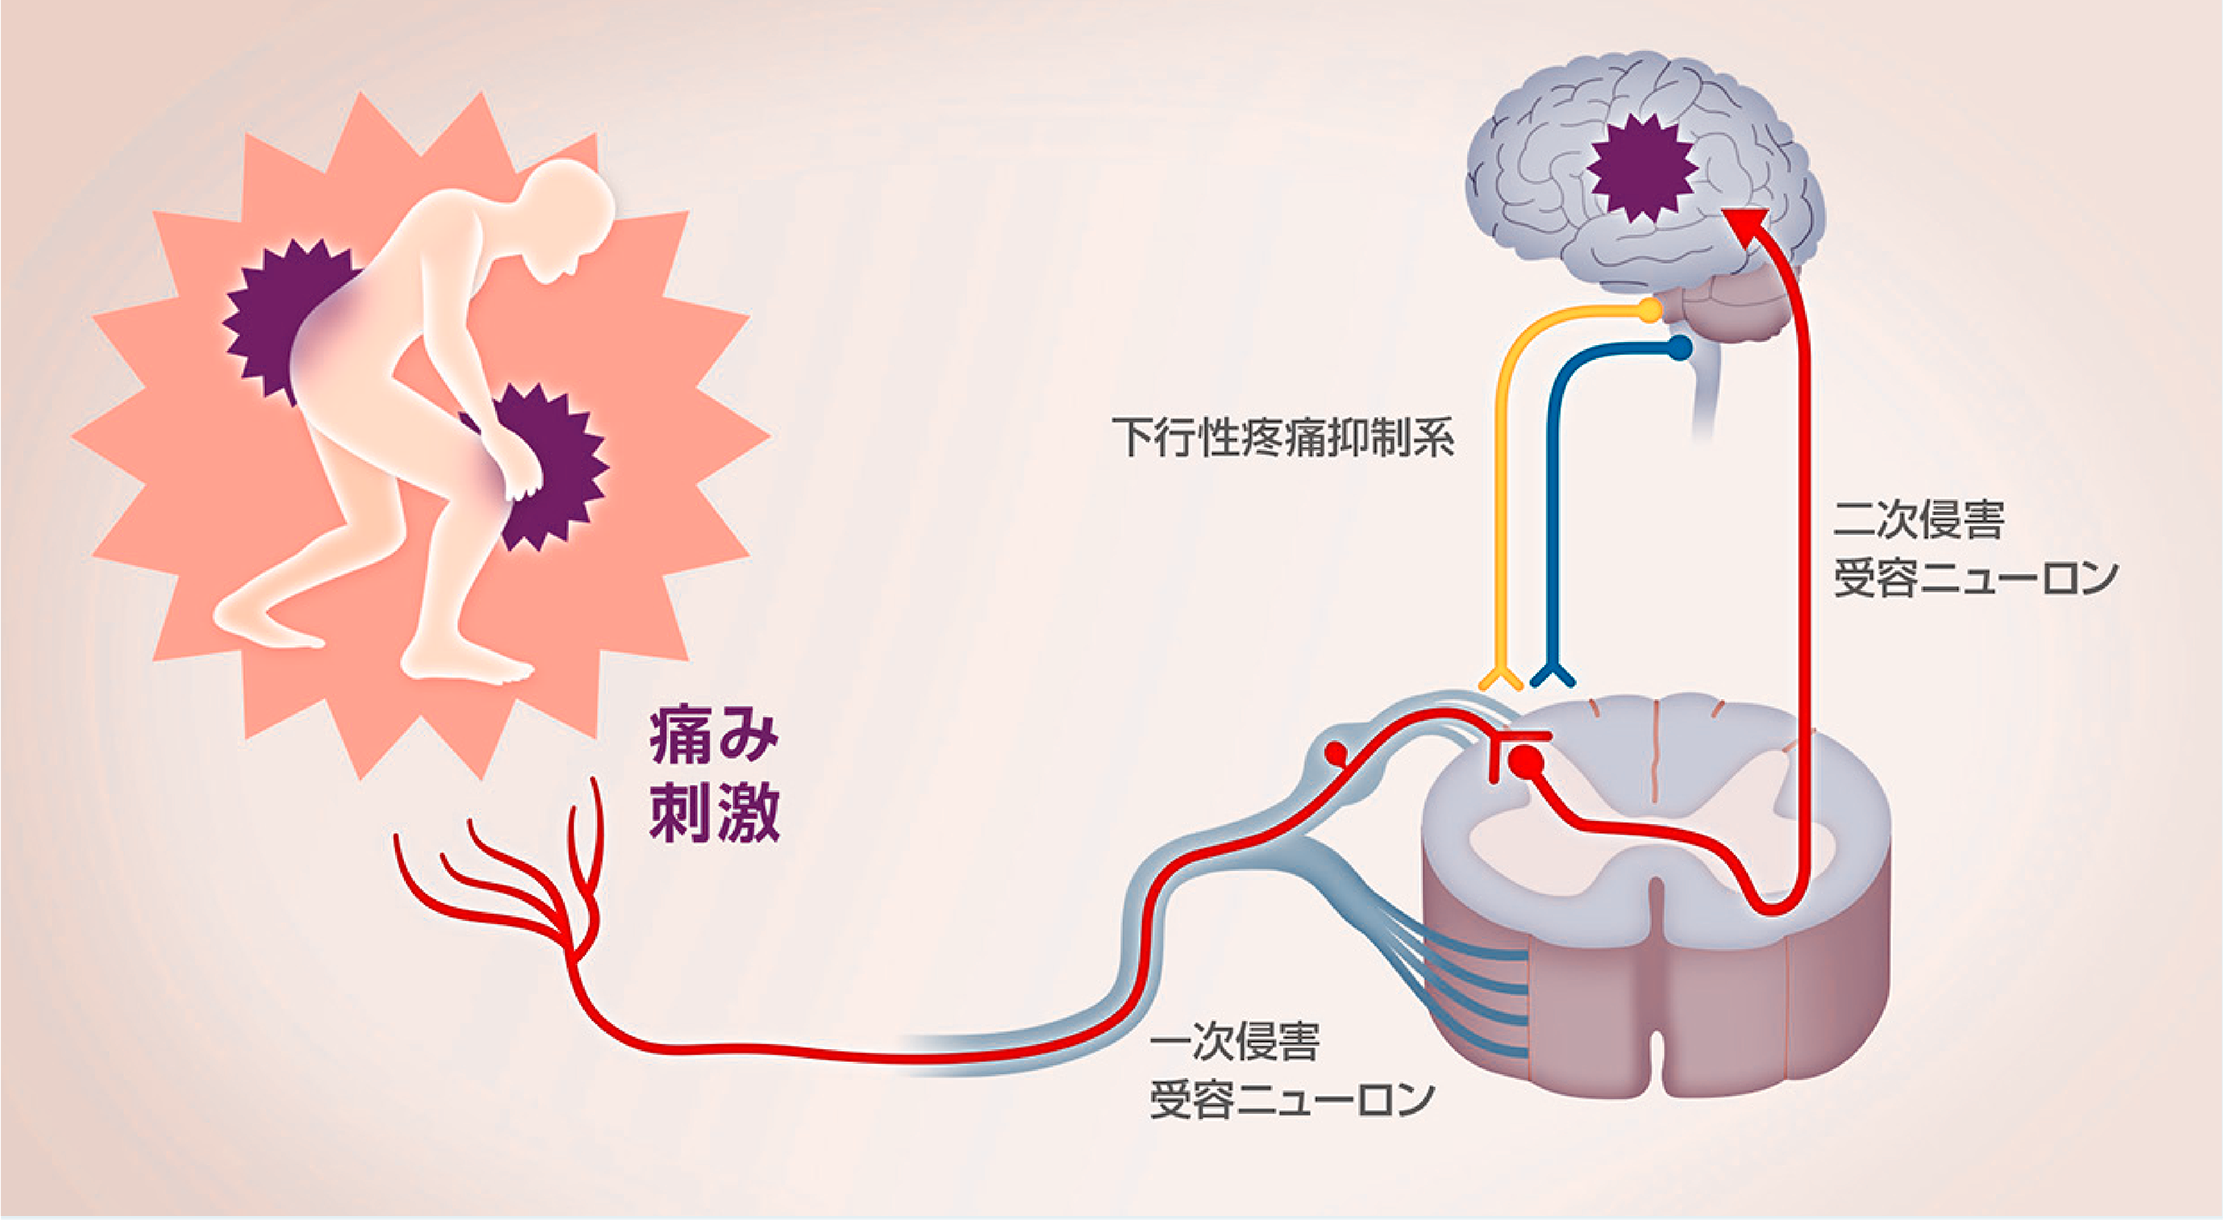 下行性疼痛抑制系
二次侵害
受容ニューロン
痛み
刺激
一次侵害
受容ニューロン